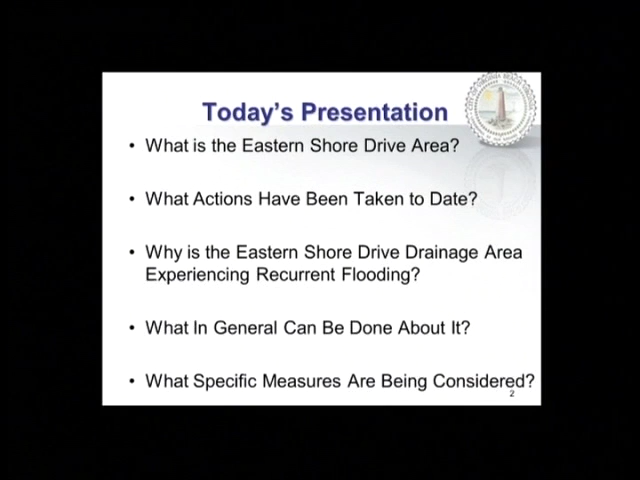 Today's Presentation
• What is the Eastern Shore Drive Area?
• What Actions Have Been Taken to Date?
• Why is the Eastern Shore Drive Drainage Area
Experiencing Recurrent Flooding?
• What In General Can Be Done About It?
• What Specific Measures Are Being Considered?
2